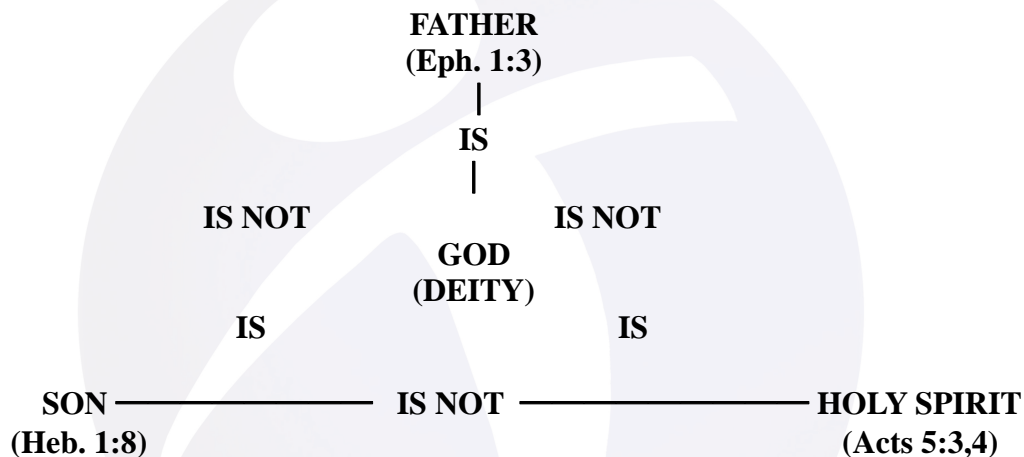 FATHER
(Eph. 1:3)
IS
IS NOT IS NOT
GOD
(DEITY)
IS IS
SON IS NOT HOLY SPIRIT
(Heb. 1:8) (Acts 5:3,4)